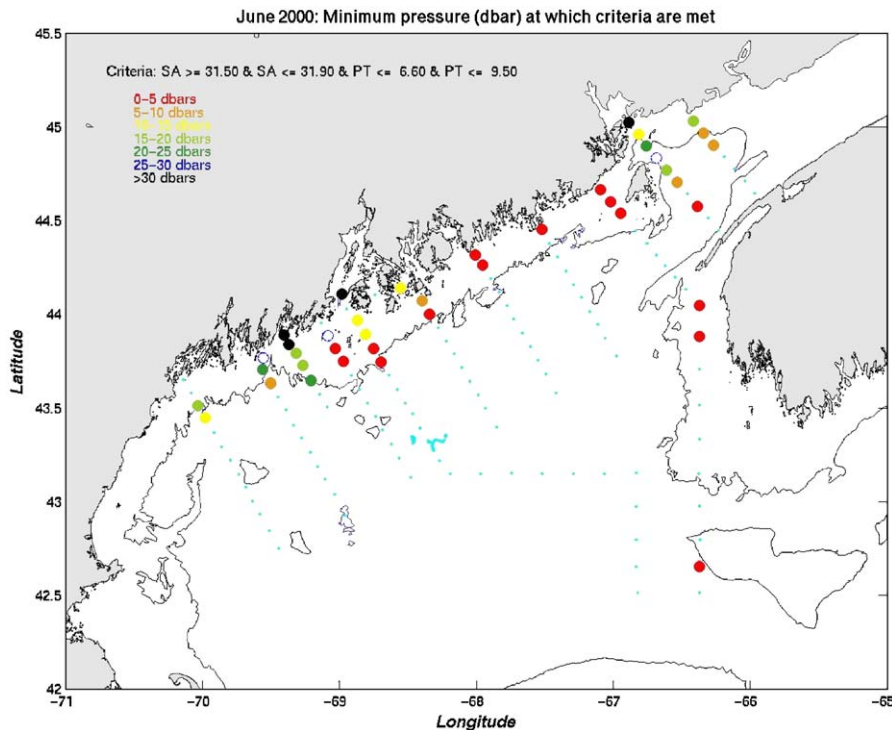 June 2000: Minimum pressure (dbar) at which criteria are met
Criteria: SA >= 31.50 & SA <= 31.90 & PT <= 6.60 & PT <= 9.50
0-5 dbars
5-10 dbars
10-15 dbars
15-20 dbars
20-25 dbars
25-30 dbars
>30 dbars
45.5
45
44.5
44
43.5
43
42.5
42
Latitude
-71
-70
-69
-68
-67
-66
-65
Longitude